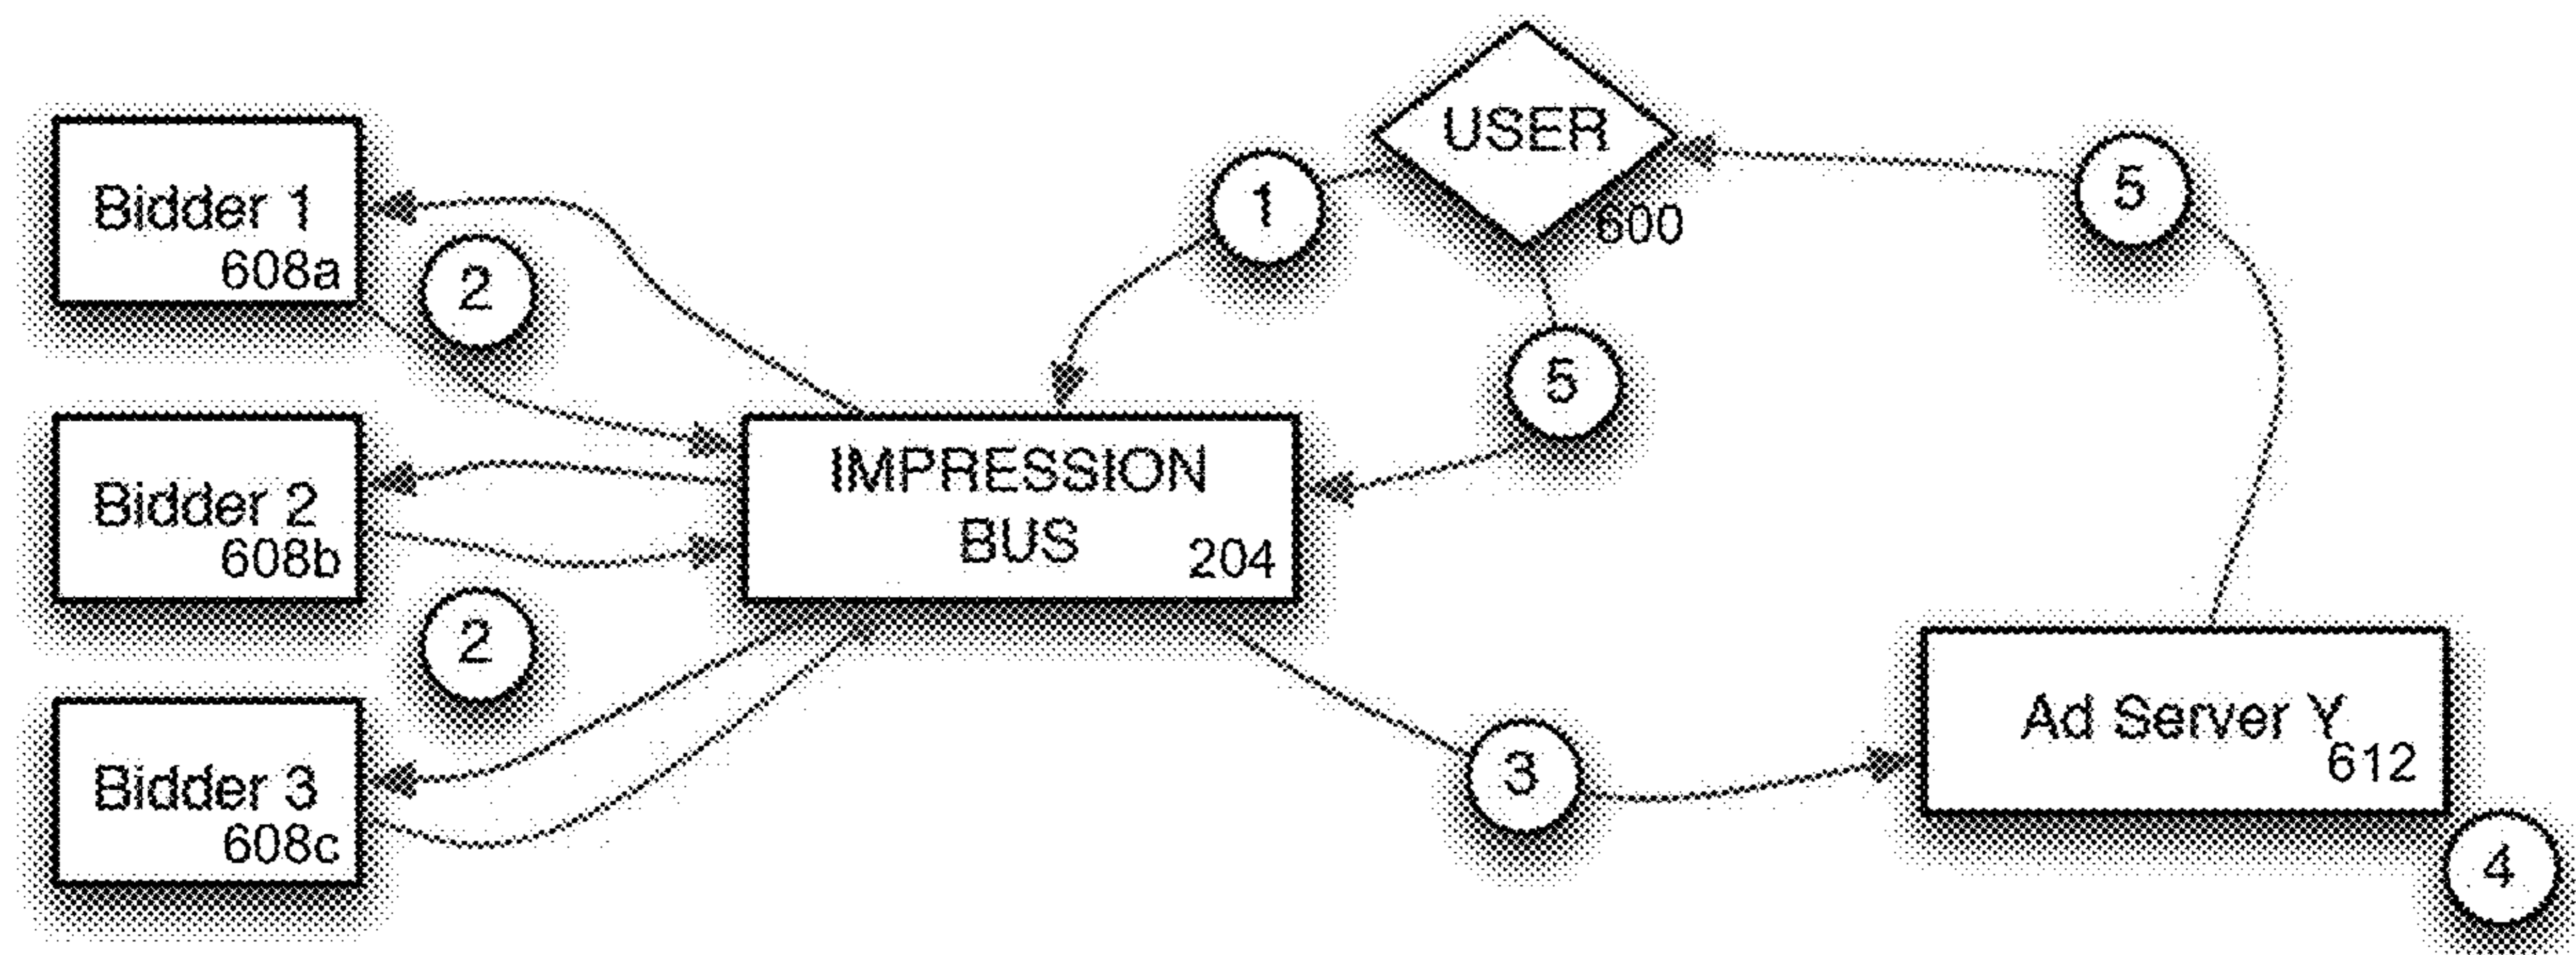 USER
600
1
5
Bidder 1
608a
2
5
IMPRESSION
BUS
204
Bidder 2
608b
2
3
Ad Server Y
612
Bidder 3
608c
4